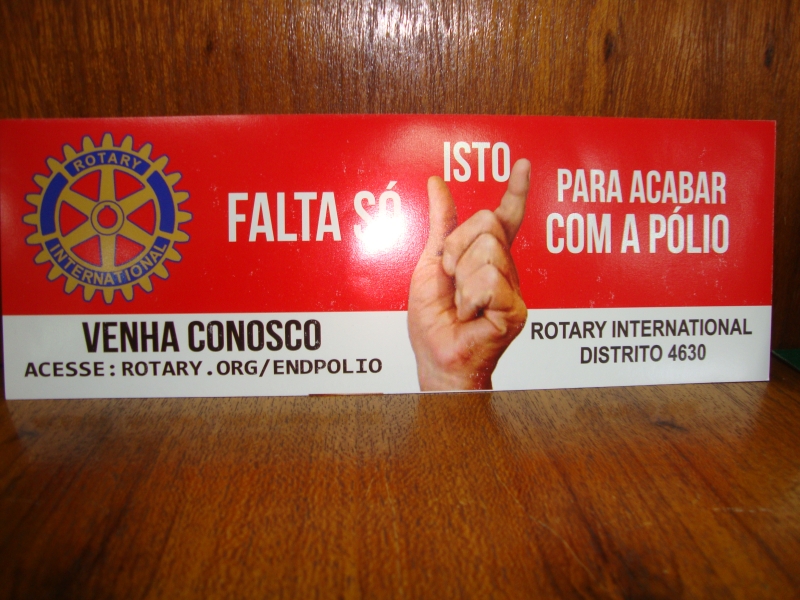 ROTARY
INTERNATIONAL
FALTA SÓ
ISTO
PARA ACABAR
COM A PÓLIO
VENHA CONOSCO
ACESSE:ROTARY.ORG/ENDPOLIO
ROTARY INTERNATIONAL
DISTRITO 4630